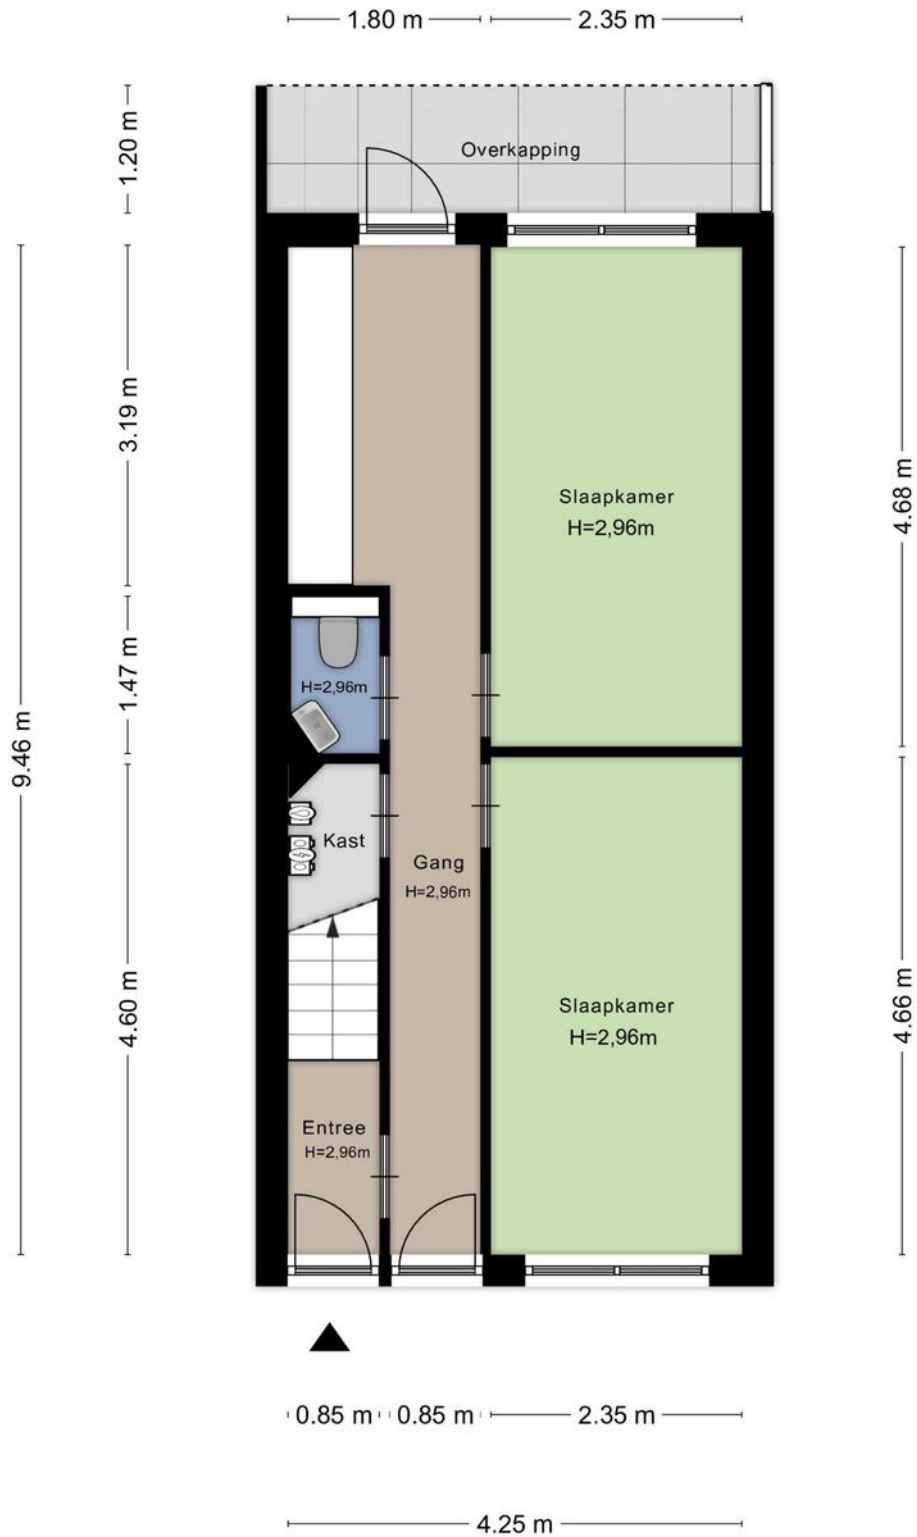 1.80 m
2.35 m
1.20 m
Overkapping
3.19 m
Slaapkamer
H=2,96m
4.68 m
1.47 m
H=2,96m
9.46 m
Kast
Gang
H=2,96m
4.60 m
Slaapkamer
H=2,96m
4.66 m
Entree
H=2,96m
0.85 m
0.85 m
2.35 m
4.25 m